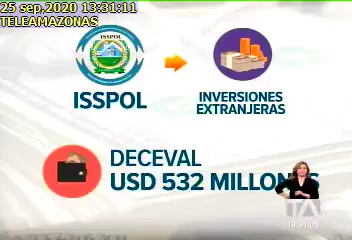 25 sep,2020 13:31:11
TELEAMAZONAS
ISSPOL
ISSPOL
INVERSIONES
EXTRANJERAS
DECEVAL
USD 532 MILLONES